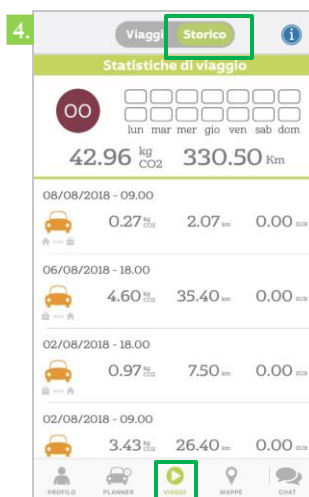 4.
Viaggi Storico
Statistiche di viaggio
00
lun mar mer gio ven sab dom
42.96 kg CO2 330.50 Km
08/08/2018 - 09.00
0.27 kg CO2 2.07 km 0.00 EUR
06/08/2018 - 18.00
4.60 kg CO2 35.40 km 0.00 EUR
02/08/2018 - 18.00
0.97 kg CO2 7.50 km 0.00 EUR
02/08/2018 - 09.00
3.43 kg CO2 26.40 km 0.00 EUR
PROFILO PLANNER VIAGGI MAPPE CHAT